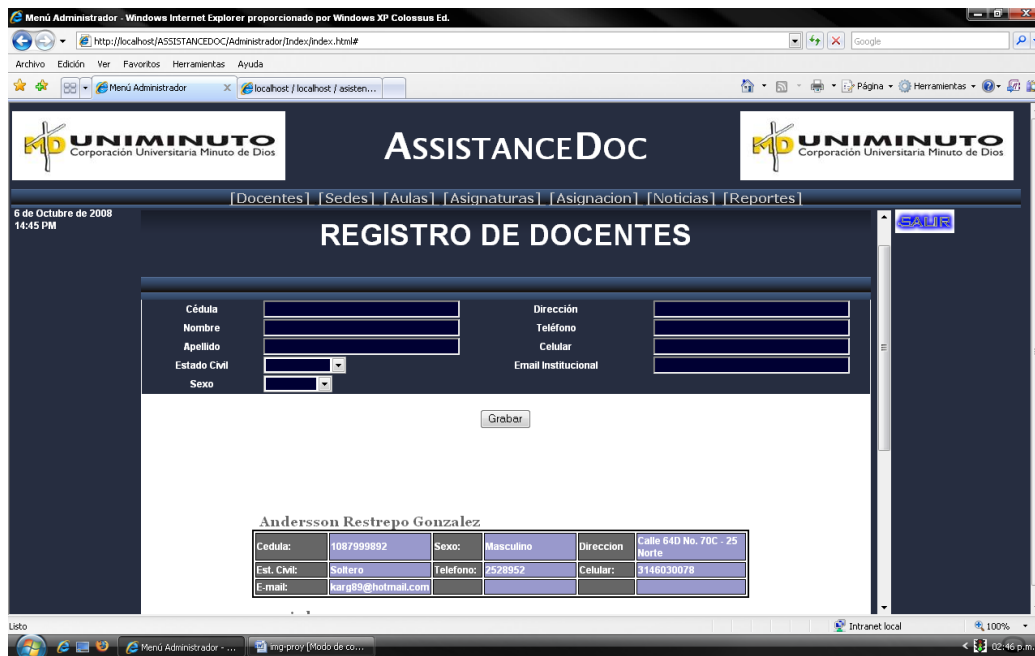 Menú Administrador - Windows Internet Explorer proporcionado por Windows XP Colossus Ed.
http://localhost/ASSISTANCEDOC/Administrador/Index/index.html#
Google
Archivo Edición Ver Favoritos Herramientas Ayuda
Menú Administrador
localhost / localhost / asisten...
Página
Herramientas
UNIMINUTO
Corporación Universitaria Minuto de Dios
ASSISTANCEDOC
UNIMINUTO
Corporación Universitaria Minuto de Dios
[Docentes] [Sedes] [Aulas] [Asignaturas] [Asignacion] [Noticias] [Reportes]
6 de Octubre de 2008
14:45 PM
SALIR
REGISTRO DE DOCENTES
Cédula Dirección
Nombre Teléfono
Apellido Celular
Estado Civil Email Institucional
Sexo
Grabar
Andersson Restrepo Gonzalez
Cedula: 1087999892 Sexo: Masculino Direccion Calle 64D No. 70C - 25 Norte
Est. Civil: Soltero Telefono: 2528952 Celular: 3146030078
E-mail: karg89@hotmail.com
Listo
Intranet local
100%
Menú Administrador - ...
img-proy [Modo de co...
02:46 p.m.